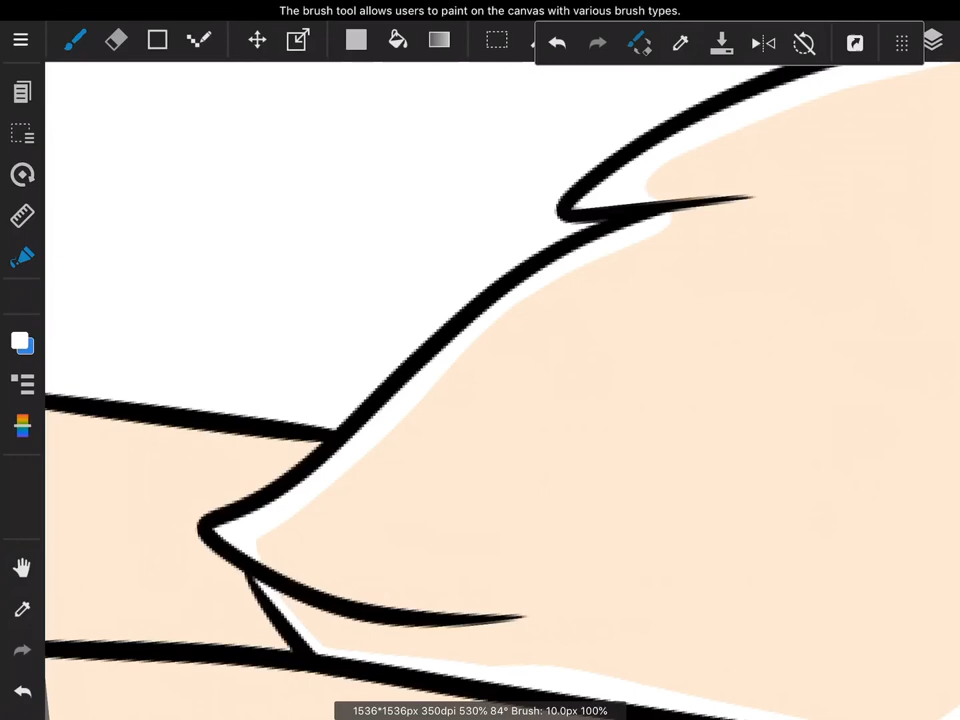 The brush tool allows users to paint on the canvas with various brush types.
1536*1536px 350dpi 530% 84° Brush: 10.0px 100%